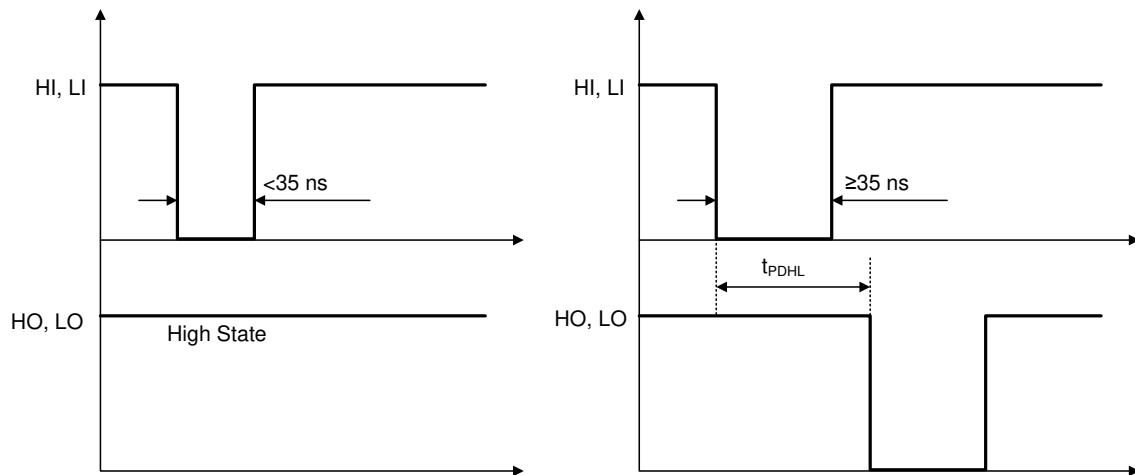 HI, LI
<35 ns
HO, LO
High State
HI, LI
≥35 ns
tPDHL
HO, LO